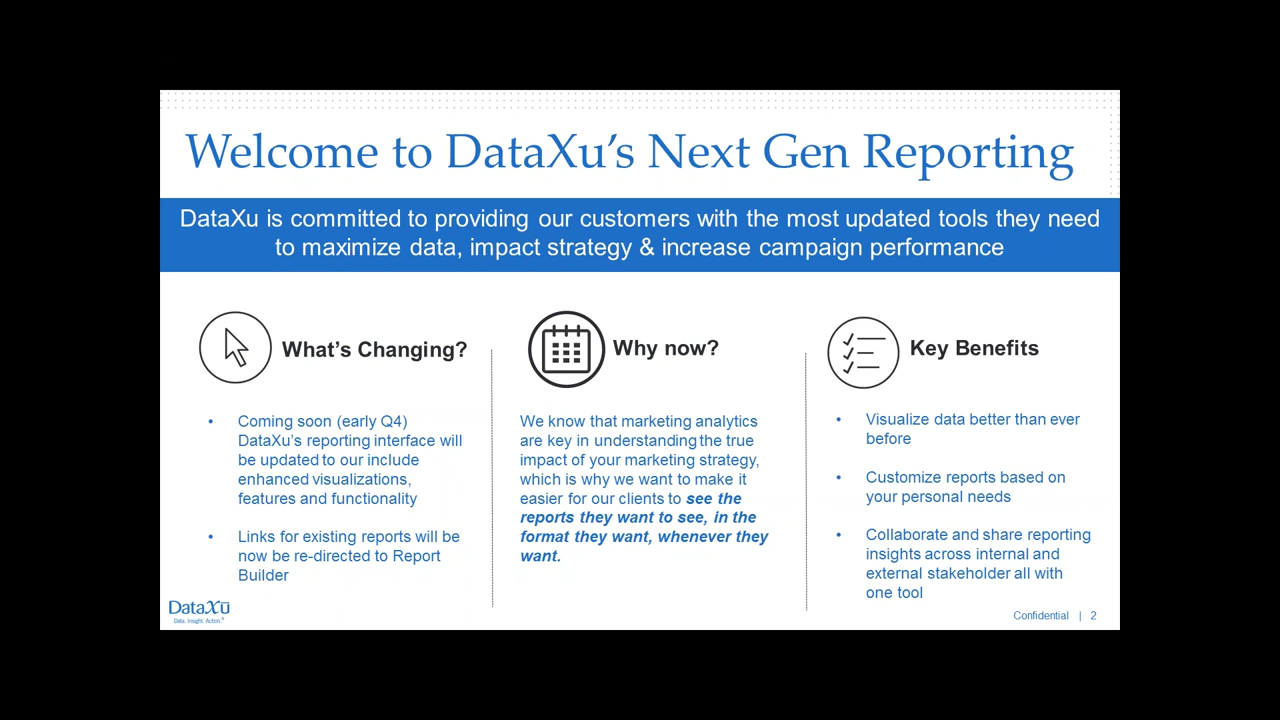 Welcome to DataXu's Next Gen Reporting
DataXu is committed to providing our customers with the most updated tools they need
to maximize data, impact strategy & increase campaign performance
What's Changing?
• Coming soon (early Q4)
DataXu's reporting interface will
be updated to our include
enhanced visualizations,
features and functionality
• Links for existing reports will be
now be re-directed to Report
Builder
Why now?
We know that marketing analytics
are key in understanding the true
impact of your marketing strategy,
which is why we want to make it
easier for our clients to see the
reports they want to see, in the
format they want, whenever they
want.
Key Benefits
• Visualize data better than ever
before
• Customize reports based on
your personal needs
• Collaborate and share reporting
insights across internal and
external stakeholder all with
one tool
DataXū
Data. Insight. Action.®
Confidential | 2